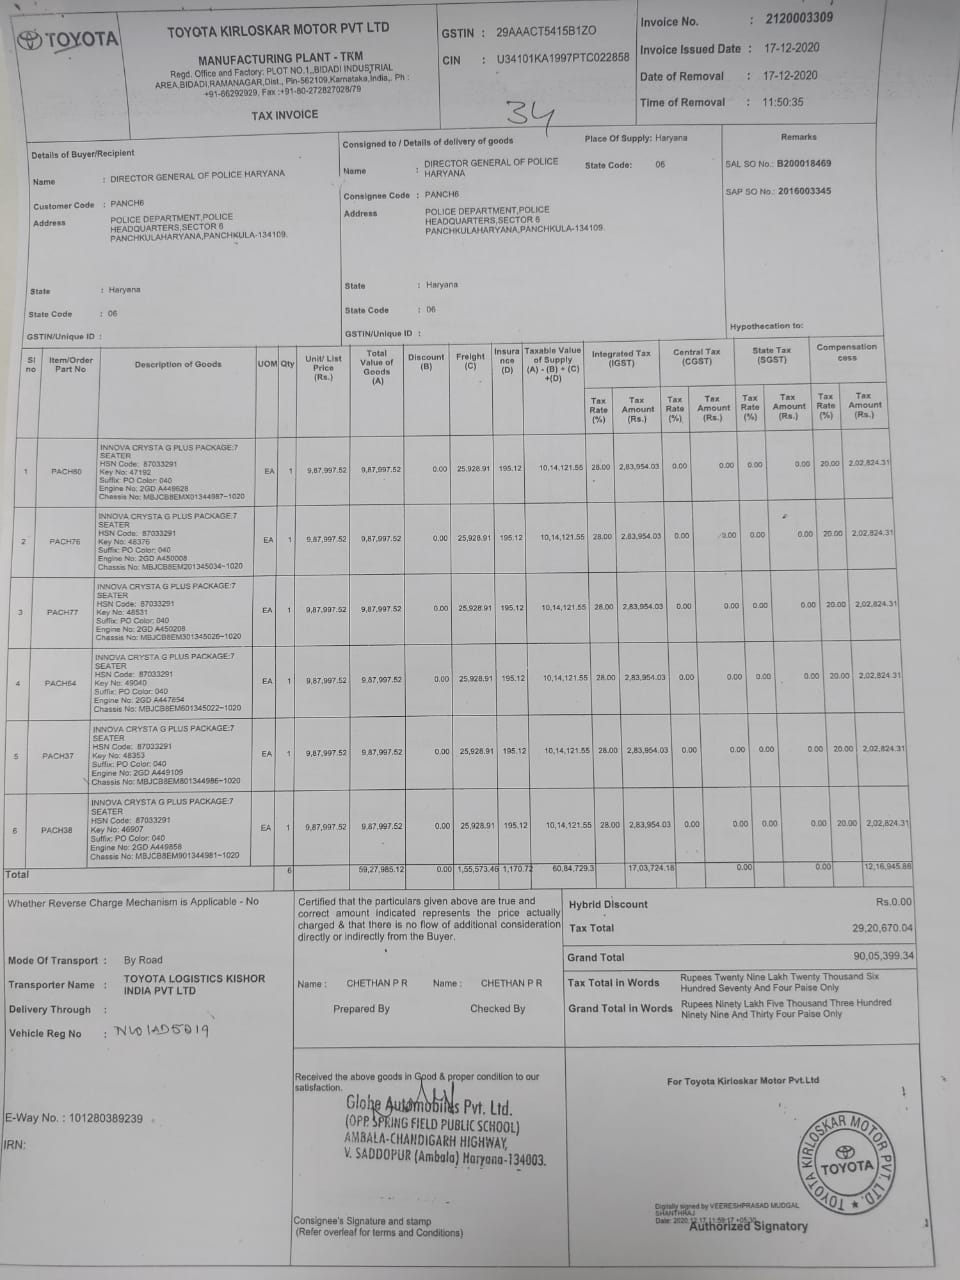 TOYOTA
TOYOTA KIRLOSKAR MOTOR PVT LTD
MANUFACTURING PLANT - TKM
Regd. Office and Factory: PLOT NO.1,,BIDADI INDUSTRIAL
AREA,BIDADI,RAMANAGAR,Dist., Pin-562109,Karnataka,India,. Ph :
+91-66292929, Fax :+91-80-272827028/79
TAX INVOICE
GSTIN : 29AAACT5415B1ZO
CIN : U34101KA1997PTC022858
34
Invoice No. : 2120003309
Invoice Issued Date : 17-12-2020
Date of Removal : 17-12-2020
Time of Removal : 11:50:35
Details of Buyer/Recipient
Name : DIRECTOR GENERAL OF POLICE HARYANA
Customer Code : PANCH6
Address POLICE DEPARTMENT,POLICE
HEADQUARTERS,SECTOR 6
PANCHKULAHARYANA,PANCHKULA-134109.
State : Haryana
State Code : 06
GSTIN/Unique ID :
Consigned to / Details of delivery of goods
Name : DIRECTOR GENERAL OF POLICE
HARYANA
Consignee Code : PANCH6
Address POLICE DEPARTMENT,POLICE
HEADQUARTERS,SECTOR 6
PANCHKULAHARYANA,PANCHKULA-134109.
State : Haryana
State Code : 06
GSTIN/Unique ID :
Place Of Supply: Haryana
State Code: 06
Remarks
SAL SO No.: B200018469
SAP SO No.: 2016003345
Hypothecation to:
Sl no Item/Order Part No Description of Goods UOM Qty Unit/ List Price (Rs.) Total Value of Goods (A) Discount (B) Freight (C) Insura nce (D) Taxable Value of Supply (A) - (B) + (C) +(D) Integrated Tax (IGST) Central Tax (CGST) State Tax (SGST) Compensation cess
Tax Rate (%) Tax Amount (Rs.) Tax Rate (%) Tax Amount (Rs.) Tax Rate (%) Tax Amount (Rs.) Tax Rate (%) Tax Amount (Rs.)
INNOVA CRYSTA G PLUS PACKAGE:7
SEATER
HSN Code: 87033291
1 PACH80 Key No: 47192 EA 1 9,87,997.52 9,87,997.52 0.00 25,928.91 195.12 10,14,121.55 28.00 2,83,954.03 0.00 0.00 0.00 0.00 20.00 2,02,824.31
Suffix: PO Color: 040
Engine No: 2GD A449628
Chassis No: MBJCB8EMX01344987-1020
INNOVA CRYSTA G PLUS PACKAGE:7
SEATER
HSN Code: 87033291
2 PACH76 Key No: 48376 EA 1 9,87,997.52 9,87,997.52 0.00 25,928.91 195.12 10,14,121.55 28.00 2,83,954.03 0.00 0.00 0.00 0.00 20.00 2,02,824.31
Suffix: PO Color: 040
Engine No: 2GD A450008
Chassis No: MBJCB8EM201345034-1020
INNOVA CRYSTA G PLUS PACKAGE:7
SEATER
HSN Code: 87033291
3 PACH77 Key No: 48531 EA 1 9,87,997.52 9,87,997.52 0.00 25,928.91 195.12 10,14,121.55 28.00 2,83,954.03 0.00 0.00 0.00 0.00 20.00 2,02,824.31
Suffix: PO Color: 040
Engine No: 2GD A450208
Chassis No: MBJCB8EM301345026-1020
INNOVA CRYSTA G PLUS PACKAGE:7
SEATER
HSN Code: 87033291
4 PACH64 Key No: 49040 EA 1 9,87,997.52 9,87,997.52 0.00 25,928.91 195.12 10,14,121.55 28.00 2,83,954.03 0.00 0.00 0.00 0.00 20.00 2,02,824.31
Suffix: PO Color: 040
Engine No: 2GD A447654
Chassis No: MBJCB8EM601345022-1020
INNOVA CRYSTA G PLUS PACKAGE:7
SEATER
HSN Code: 87033291
5 PACH37 Key No: 48353 EA 1 9,87,997.52 9,87,997.52 0.00 25,928.91 195.12 10,14,121.55 28.00 2,83,954.03 0.00 0.00 0.00 0.00 20.00 2,02,824.31
Suffix: PO Color: 040
Engine No: 2GD A449109
Chassis No: MBJCB8EM801344986-1020
INNOVA CRYSTA G PLUS PACKAGE:7
SEATER
HSN Code: 87033291
6 PACH38 Key No: 46907 EA 1 9,87,997.52 9,87,997.52 0.00 25,928.91 195.12 10,14,121.55 28.00 2,83,954.03 0.00 0.00 0.00 0.00 20.00 2,02,824.31
Suffix: PO Color: 040
Engine No: 2GD A449858
Chassis No: MBJCB8EM901344981-1020
Total 6 59,27,985.12 0.00 1,55,573.46 1,170.72 60,84,729.3 17,03,724.18 0.00 0.00 12,16,945.86
Whether Reverse Charge Mechanism is Applicable - No
Mode Of Transport : By Road
Transporter Name : TOYOTA LOGISTICS KISHOR
INDIA PVT LTD
Delivery Through :
Vehicle Reg No : NL01AD5019
E-Way No. : 101280389239
IRN:
Certified that the particulars given above are true and
correct amount indicated represents the price actually
charged & that there is no flow of additional consideration
directly or indirectly from the Buyer.
Name : CHETHAN P R Name : CHETHAN P R
Prepared By Checked By
Hybrid Discount Rs.0.00
Tax Total 29,20,670.04
Grand Total 90,05,399.34
Tax Total in Words Rupees Twenty Nine Lakh Twenty Thousand Six
Hundred Seventy And Four Paise Only
Grand Total in Words Rupees Ninety Lakh Five Thousand Three Hundred
Ninety Nine And Thirty Four Paise Only
Received the above goods in Good & proper condition to our
satisfaction.
Globe Automobiles Pvt. Ltd.
(OPP. SPRING FIELD PUBLIC SCHOOL)
AMBALA-CHANDIGARH HIGHWAY,
V. SADDOPUR (Ambala) Haryana-134003.
Consignee's Signature and stamp
(Refer overleaf for terms and Conditions)
For Toyota Kirloskar Motor Pvt.Ltd
TOYOTA KIRLOSKAR MOTOR PVT. LTD.
TOYOTA
Digitally signed by VEERESHPRASAD MUDGAL
SHANTHRAJ
Date: 2020.12.17 11:59:17 +05:30
Authorized Signatory